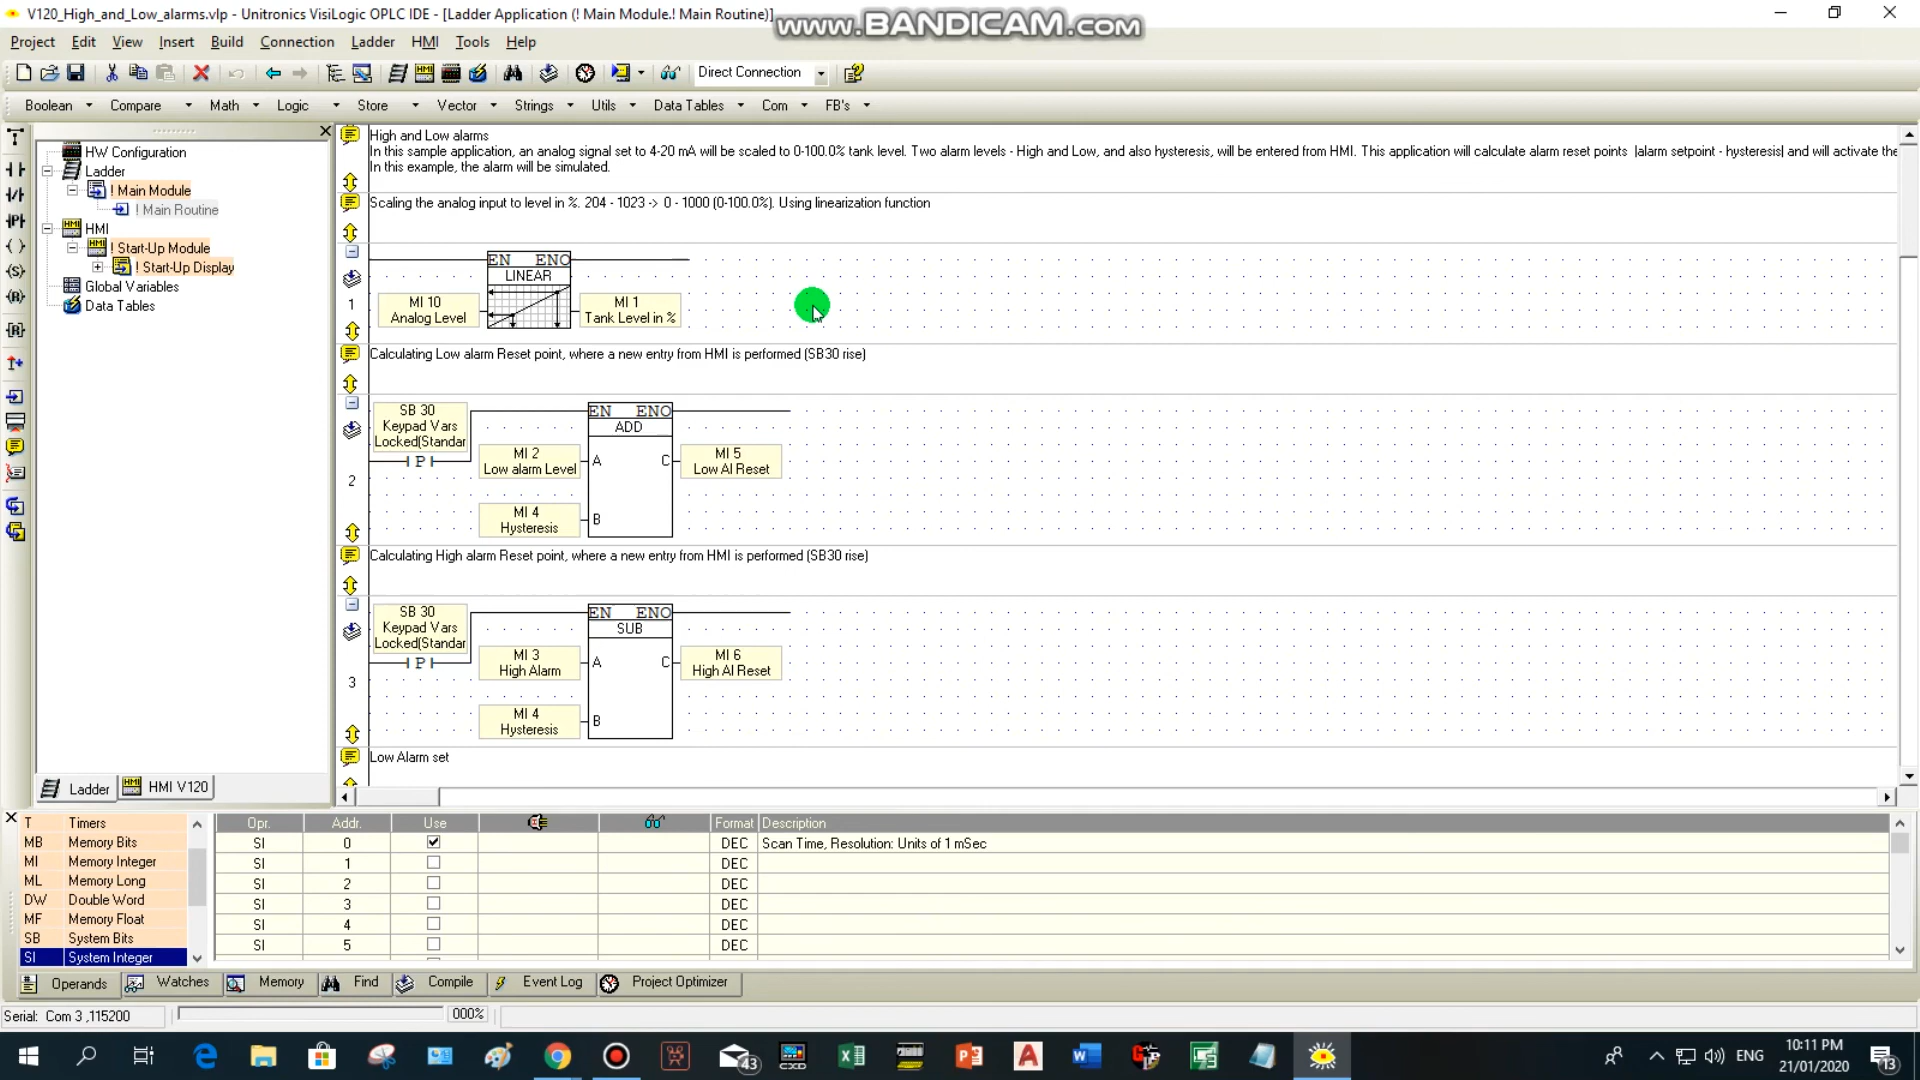 V120_High_and_Low_alarms.vlp - Unitronics VisiLogic OPLC IDE - [Ladder Application (! Main Module.! Main Routine)]
www.BANDICAM.com
Project Edit View Insert Build Connection Ladder HMI Tools Help
Direct Connection
Boolean Compare Math Logic Store Vector Strings Utils Data Tables Com FB's
HW Configuration
Ladder
! Main Module
! Main Routine
HMI
! Start-Up Module
! Start-Up Display
Global Variables
Data Tables
Ladder HMI V120
High and Low alarms
In this sample application, an analog signal set to 4-20 mA will be scaled to 0-100.0% tank level. Two alarm levels - High and Low, and also hysteresis, will be entered from HMI. This application will calculate alarm reset points |alarm setpoint - hysteresis| and will activate the
In this example, the alarm will be simulated.
Scaling the analog input to level in %. 204 - 1023 -> 0 - 1000 (0-100.0%). Using linearization function
EN ENO
LINEAR
1
MI 10
Analog Level
MI 1
Tank Level in %
Calculating Low alarm Reset point, where a new entry from HMI is performed (SB30 rise)
SB 30
Keypad Vars
Locked(Standar
P
EN ENO
ADD
MI 2
Low alarm Level
A C
MI 5
Low Al Reset
2
MI 4
Hysteresis
B
Calculating High alarm Reset point, where a new entry from HMI is performed (SB30 rise)
SB 30
Keypad Vars
Locked(Standar
P
EN ENO
SUB
MI 3
High Alarm
A C
MI 6
High Al Reset
3
MI 4
Hysteresis
B
Low Alarm set
T Timers
MB Memory Bits
MI Memory Integer
ML Memory Long
DW Double Word
MF Memory Float
SB System Bits
SI System Integer
Opr. Addr. Use Format Description
SI 0 DEC Scan Time, Resolution: Units of 1 mSec
SI 1 DEC
SI 2 DEC
SI 3 DEC
SI 4 DEC
SI 5 DEC
Operands Watches Memory Find Compile Event Log Project Optimizer
Serial: Com 3 ,115200 000%
43
ENG
10:11 PM
21/01/2020
13